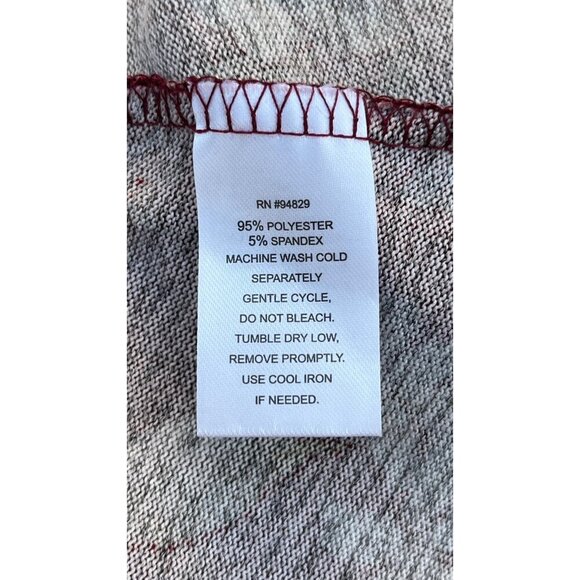 RN #94829
95% POLYESTER
5% SPANDEX
MACHINE WASH COLD
SEPARATELY
GENTLE CYCLE,
DO NOT BLEACH.
TUMBLE DRY LOW,
REMOVE PROMPTLY.
USE COOL IRON
IF NEEDED.